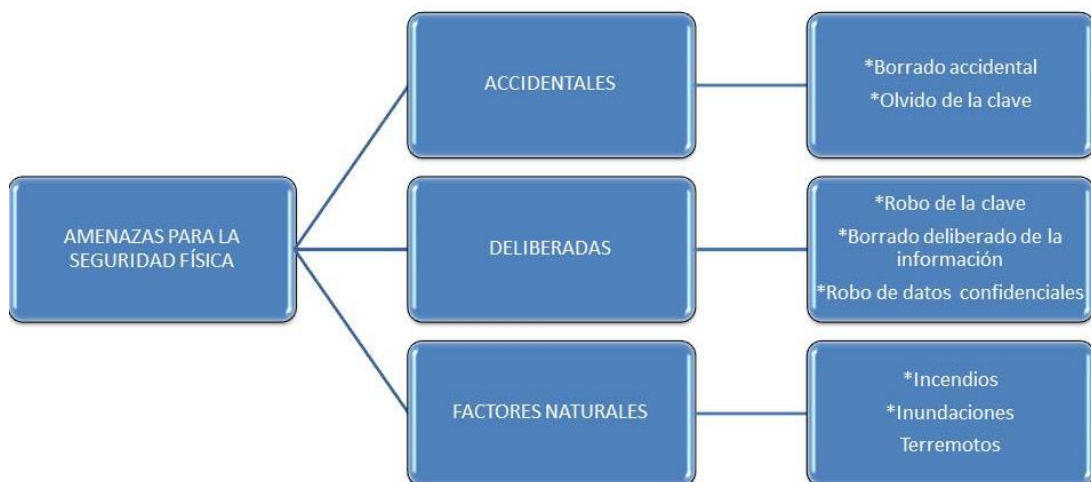 AMENAZAS PARA LA
SEGURIDAD FÍSICA
ACCIDENTALES
*Borrado accidental
*Olvido de la clave
DELIBERADAS
*Robo de la clave
*Borrado deliberado de la
información
*Robo de datos confidenciales
FACTORES NATURALES
*Incendios
*Inundaciones
Terremotos